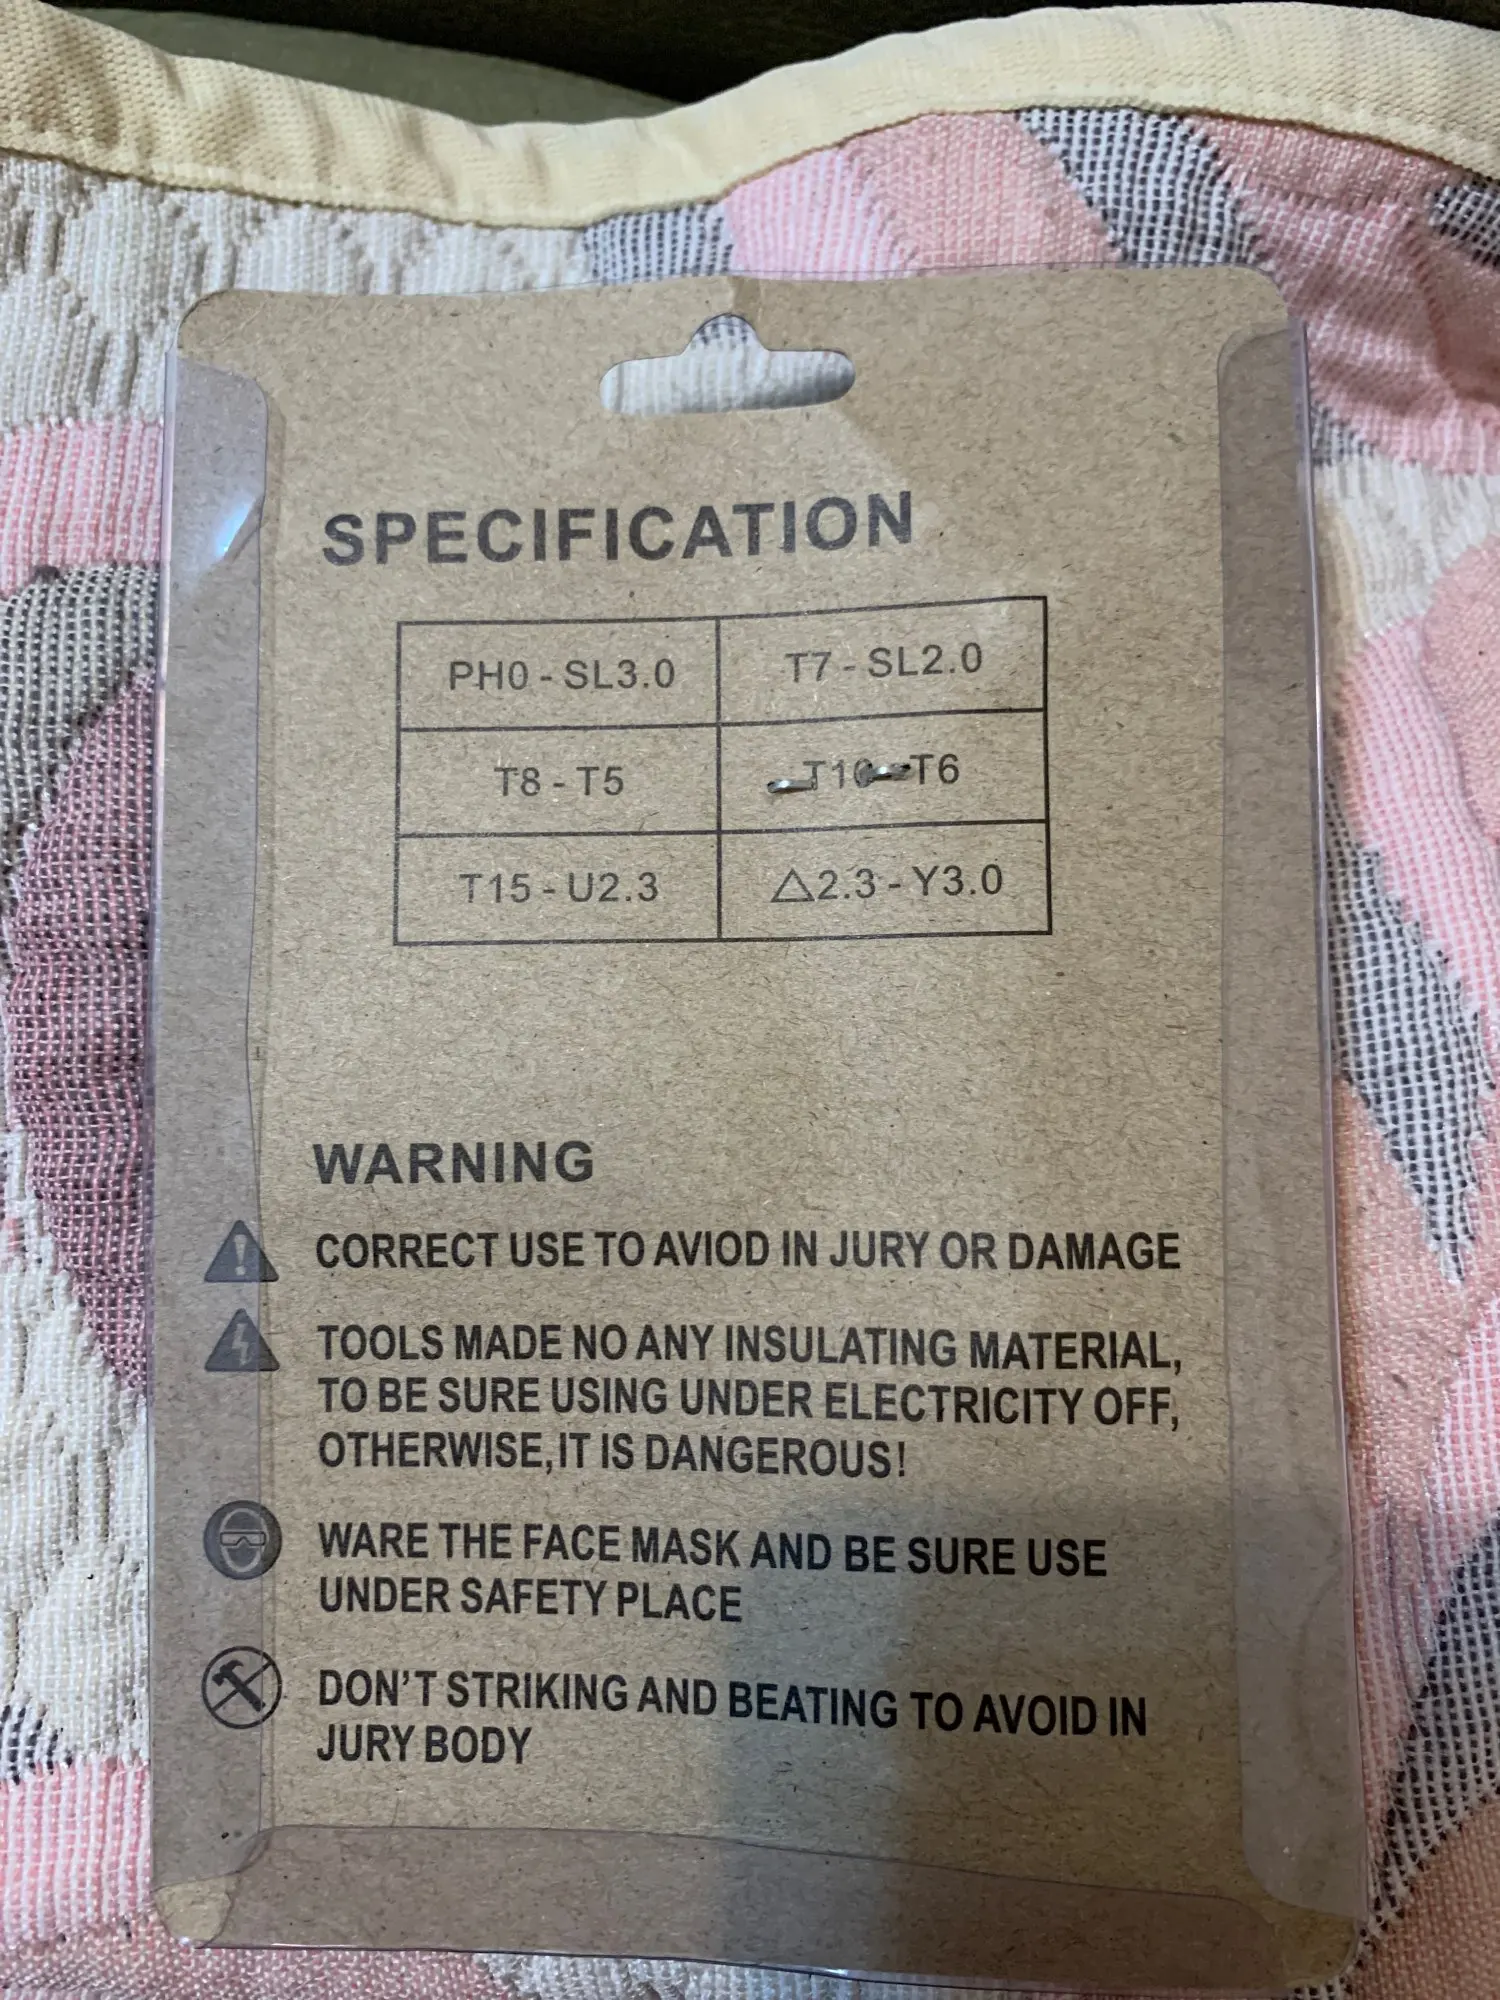 SPECIFICATION
PH0 - SL3.0
T7 - SL2.0
T8 - T5
T10 - T6
T15 - U2.3
△2.3 - Y3.0
WARNING
CORRECT USE TO AVIOD IN JURY OR DAMAGE
TOOLS MADE NO ANY INSULATING MATERIAL,
TO BE SURE USING UNDER ELECTRICITY OFF,
OTHERWISE,IT IS DANGEROUS!
WARE THE FACE MASK AND BE SURE USE
UNDER SAFETY PLACE
DON'T STRIKING AND BEATING TO AVOID IN
JURY BODY